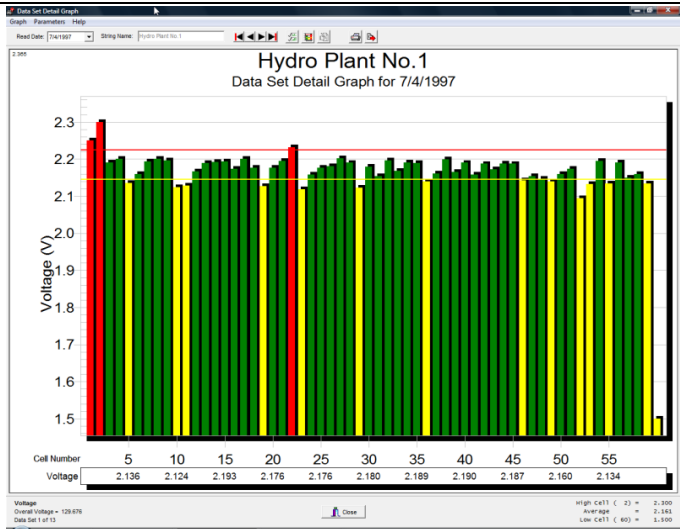 Data Set Detail Graph
Graph Parameters Help
Read Date: 7/4/1997 String Name: Hydro Plant No.1
2.365
Hydro Plant No.1
Data Set Detail Graph for 7/4/1997
2.3
2.2
2.1
2.0
1.9
1.8
1.7
1.6
1.5
Voltage (V)
Cell Number 5 10 15 20 25 30 35 40 45 50 55
Voltage 2.136 2.124 2.193 2.176 2.176 2.180 2.189 2.190 2.187 2.160 2.134
Voltage
Overall Voltage = 129.676
Data Set 1 of 13
Close
High Cell ( 2) = 2.300
Average = 2.161
Low Cell ( 60) = 1.500